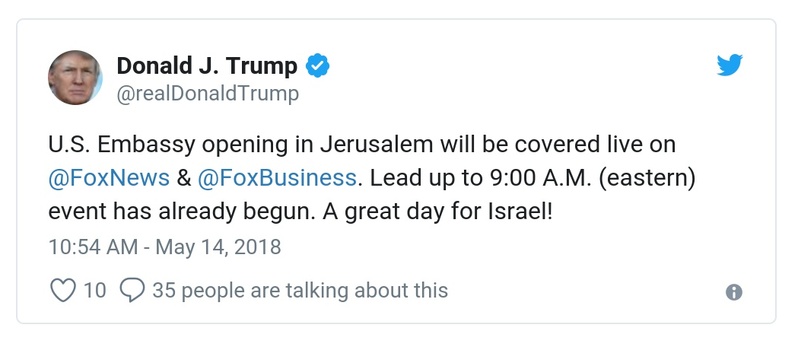 Donald J. Trump
@realDonaldTrump
U.S. Embassy opening in Jerusalem will be covered live on
@FoxNews & @FoxBusiness. Lead up to 9:00 A.M. (eastern)
event has already begun. A great day for Israel!
10:54 AM - May 14, 2018
10 35 people are talking about this